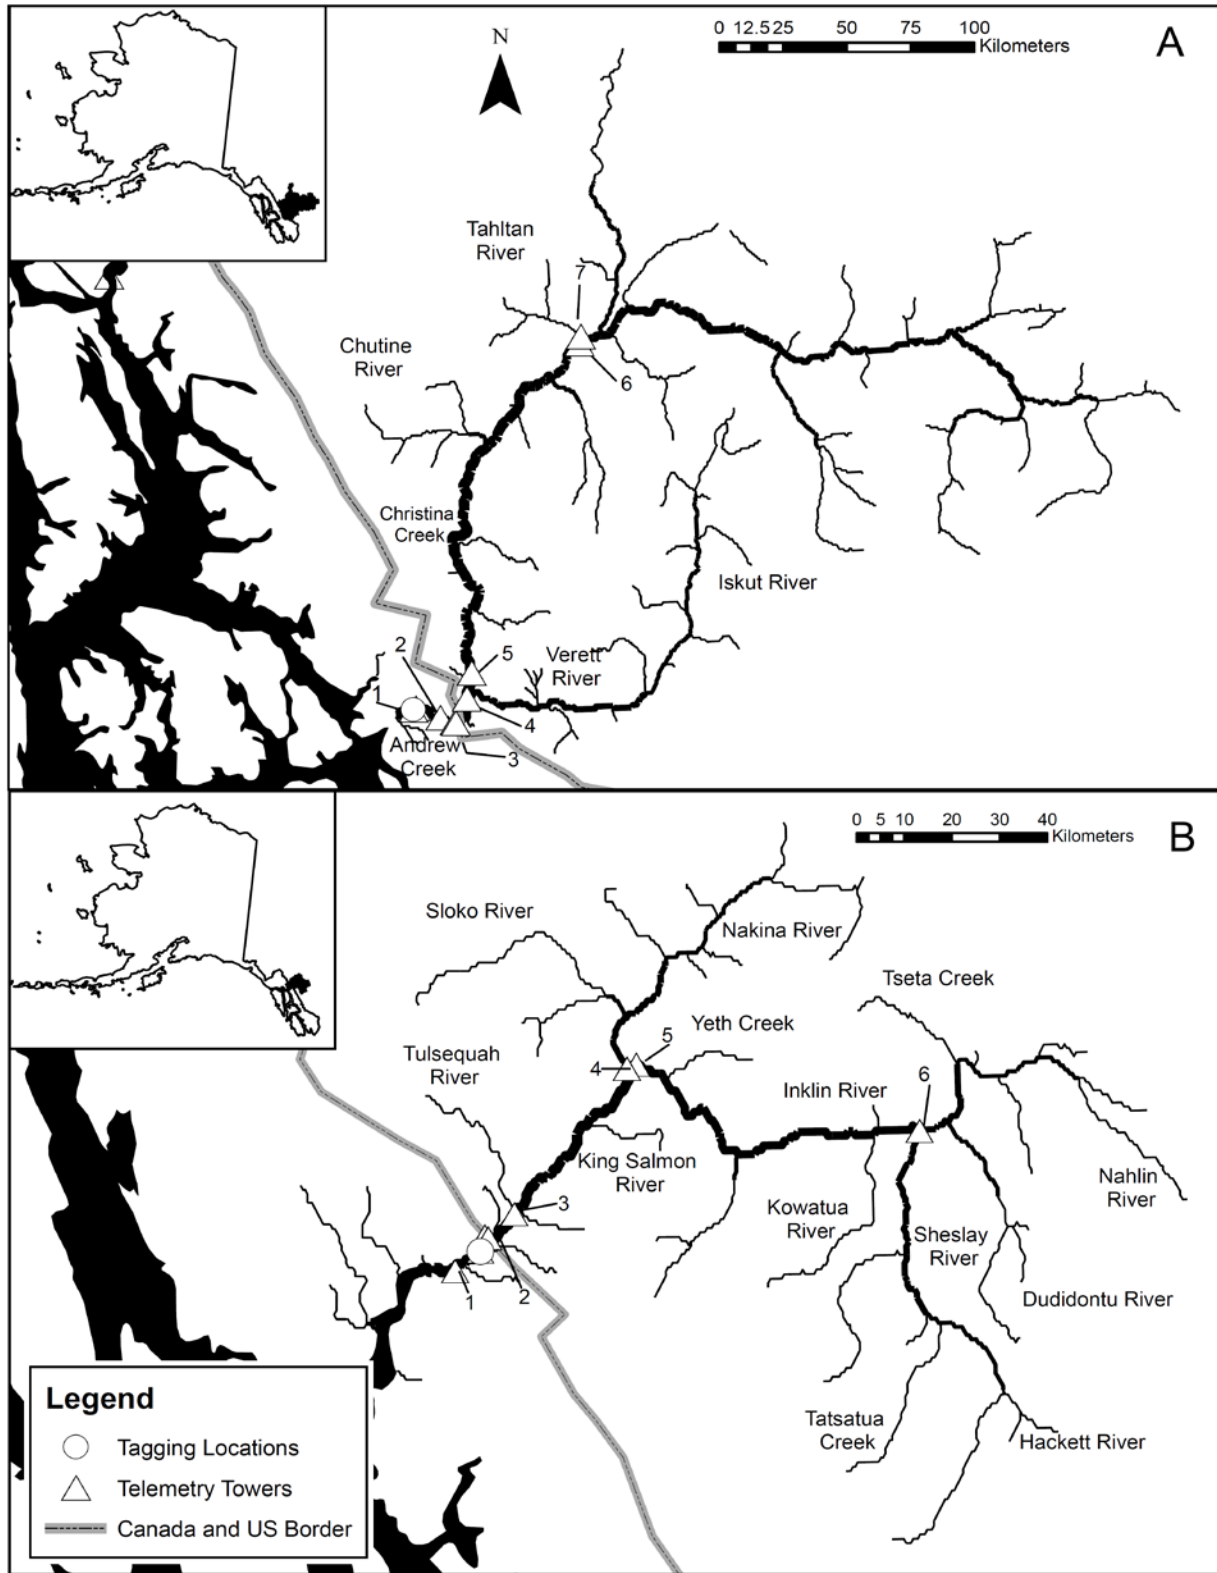 N
0 12.5 25 50 75 100
Kilometers
A
Tahltan
River
7
Chutine
River
6
Christina
Creek
Iskut River
2
5
Verett
River
1
4
Andrew
Creek
3
0 5 10 20 30 40
Kilometers
B
Sloko River
Nakina River
Tseta Creek
Yeth Creek
5
Tulsequah
River
4
Inklin River
6
King Salmon
River
Nahlin
River
Kowatua
River
3
Sheslay
River
2
1
Dudidontu River
Legend
Tagging Locations
Telemetry Towers
Canada and US Border
Tatsatua
Creek
Hackett River